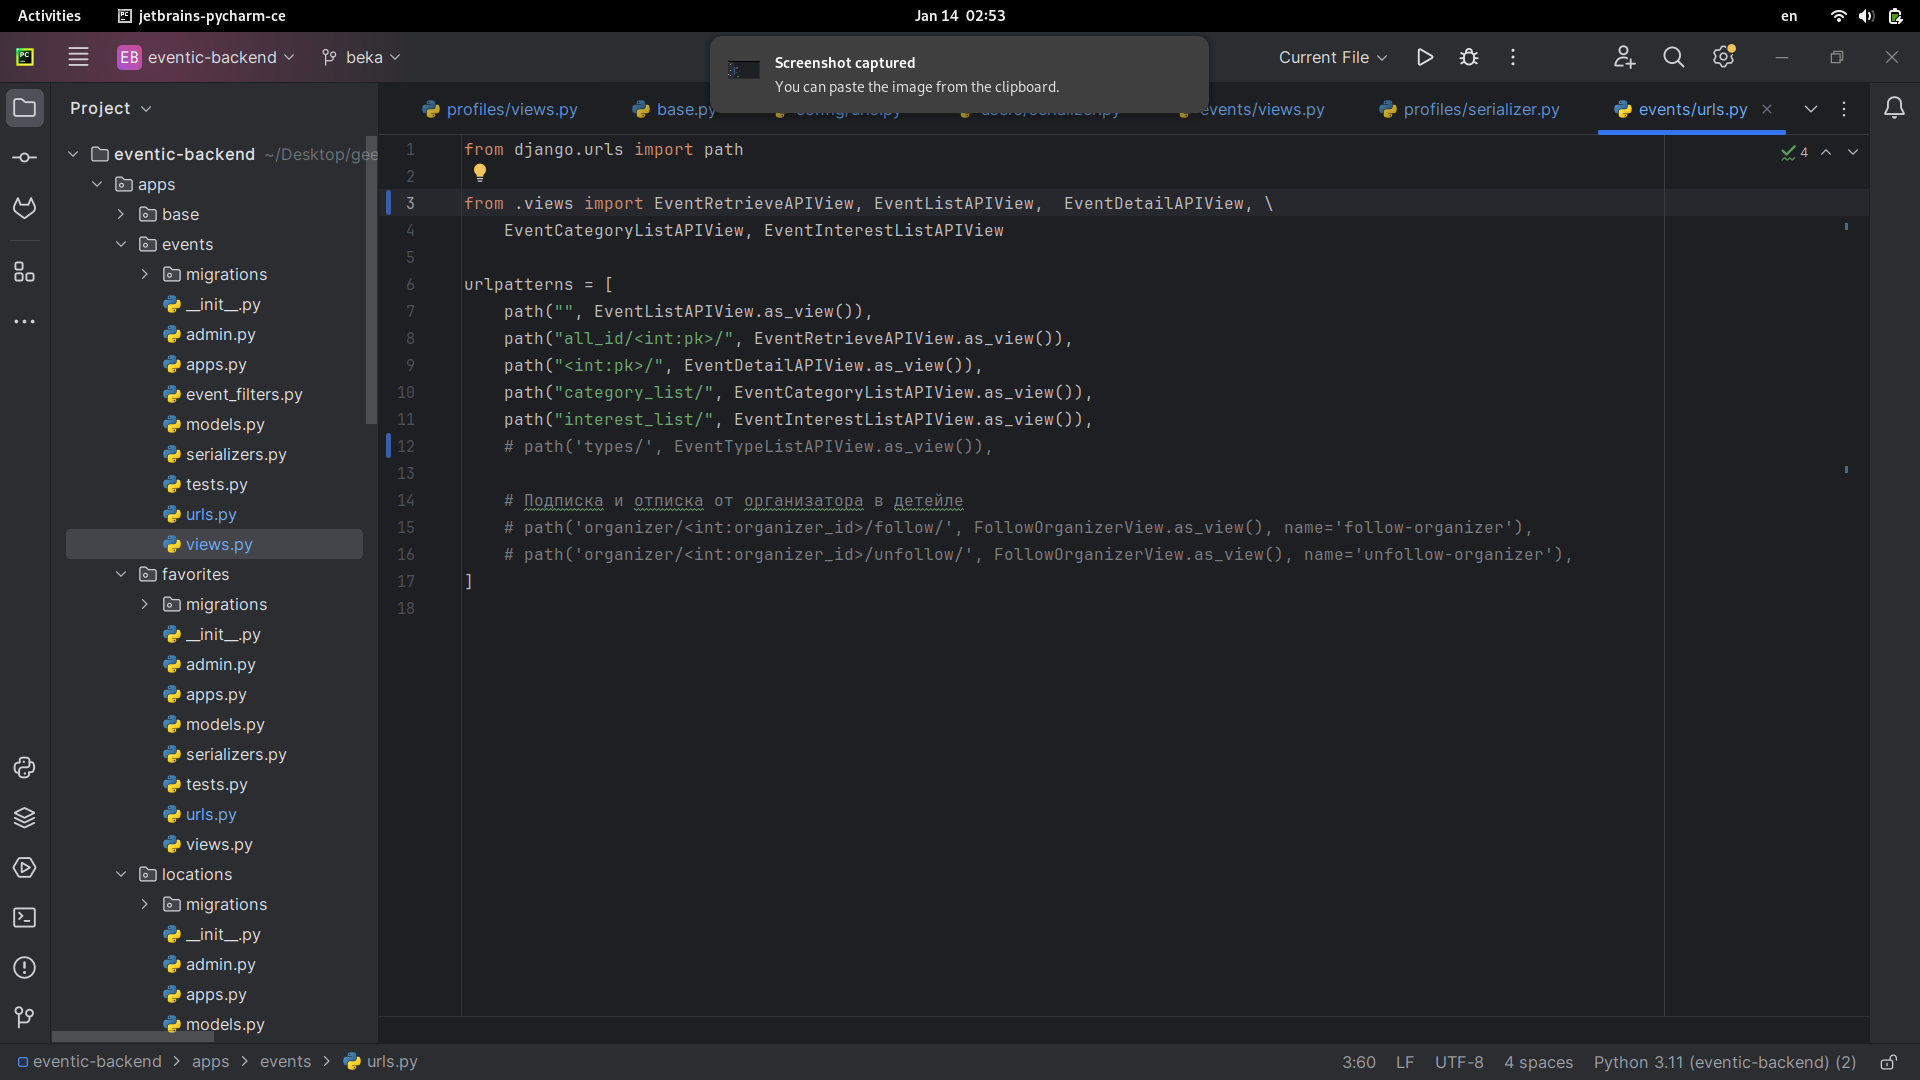 Activities
jetbrains-pycharm-ce
Jan 14 02:53
en
EB eventic-backend
beka
Screenshot captured
You can paste the image from the clipboard.
Current File
Project
profiles/views.py
base.py
events/views.py
profiles/serializer.py
events/urls.py
eventic-backend ~/Desktop/gee
apps
base
events
migrations
__init__.py
admin.py
apps.py
event_filters.py
models.py
serializers.py
tests.py
urls.py
views.py
favorites
migrations
__init__.py
admin.py
apps.py
models.py
serializers.py
tests.py
urls.py
views.py
locations
migrations
__init__.py
admin.py
apps.py
models.py
4
1 from django.urls import path
2
3 from .views import EventRetrieveAPIView, EventListAPIView,  EventDetailAPIView, \
4     EventCategoryListAPIView, EventInterestListAPIView
5
6 urlpatterns = [
7     path("", EventListAPIView.as_view()),
8     path("all_id/<int:pk>/", EventRetrieveAPIView.as_view()),
9     path("<int:pk>/", EventDetailAPIView.as_view()),
10     path("category_list/", EventCategoryListAPIView.as_view()),
11     path("interest_list/", EventInterestListAPIView.as_view()),
12     # path('types/', EventTypeListAPIView.as_view()),
13
14     # Подписка и отписка от организатора в детейле
15     # path('organizer/<int:organizer_id>/follow/', FollowOrganizerView.as_view(), name='follow-organizer'),
16     # path('organizer/<int:organizer_id>/unfollow/', FollowOrganizerView.as_view(), name='unfollow-organizer'),
17 ]
18
eventic-backend > apps > events > urls.py
3:60 LF UTF-8 4 spaces Python 3.11 (eventic-backend) (2)